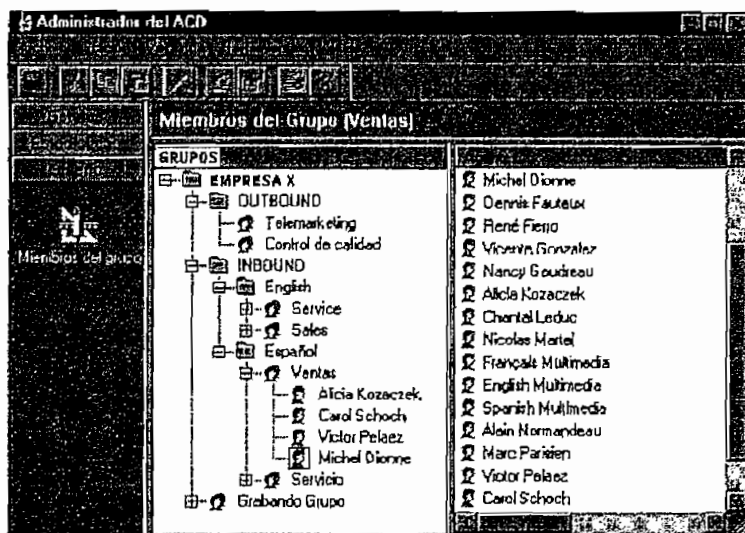 Administrador del ACD
Miembros del Grupo (Ventas)
Miembros del grupo
GRUPOS
EMPRESA X
OUTBOUND
Telemarketing
Control de calidad
INBOUND
English
Service
Sales
Español
Ventas
Alicia Kozaczek
Carol Schoch
Victor Pelaez
Michel Dionne
Servicio
Grabando Grupo
Michel Dionne
Dennis Fauteux
René Fierro
Vicente Gonzalez
Nancy Goudreau
Alicia Kozaczek
Chantal Leduc
Nicolas Martel
Français Multimedia
English Multimedia
Spanish Multimedia
Alain Normandeau
Marc Parizien
Victor Pelaez
Carol Schoch